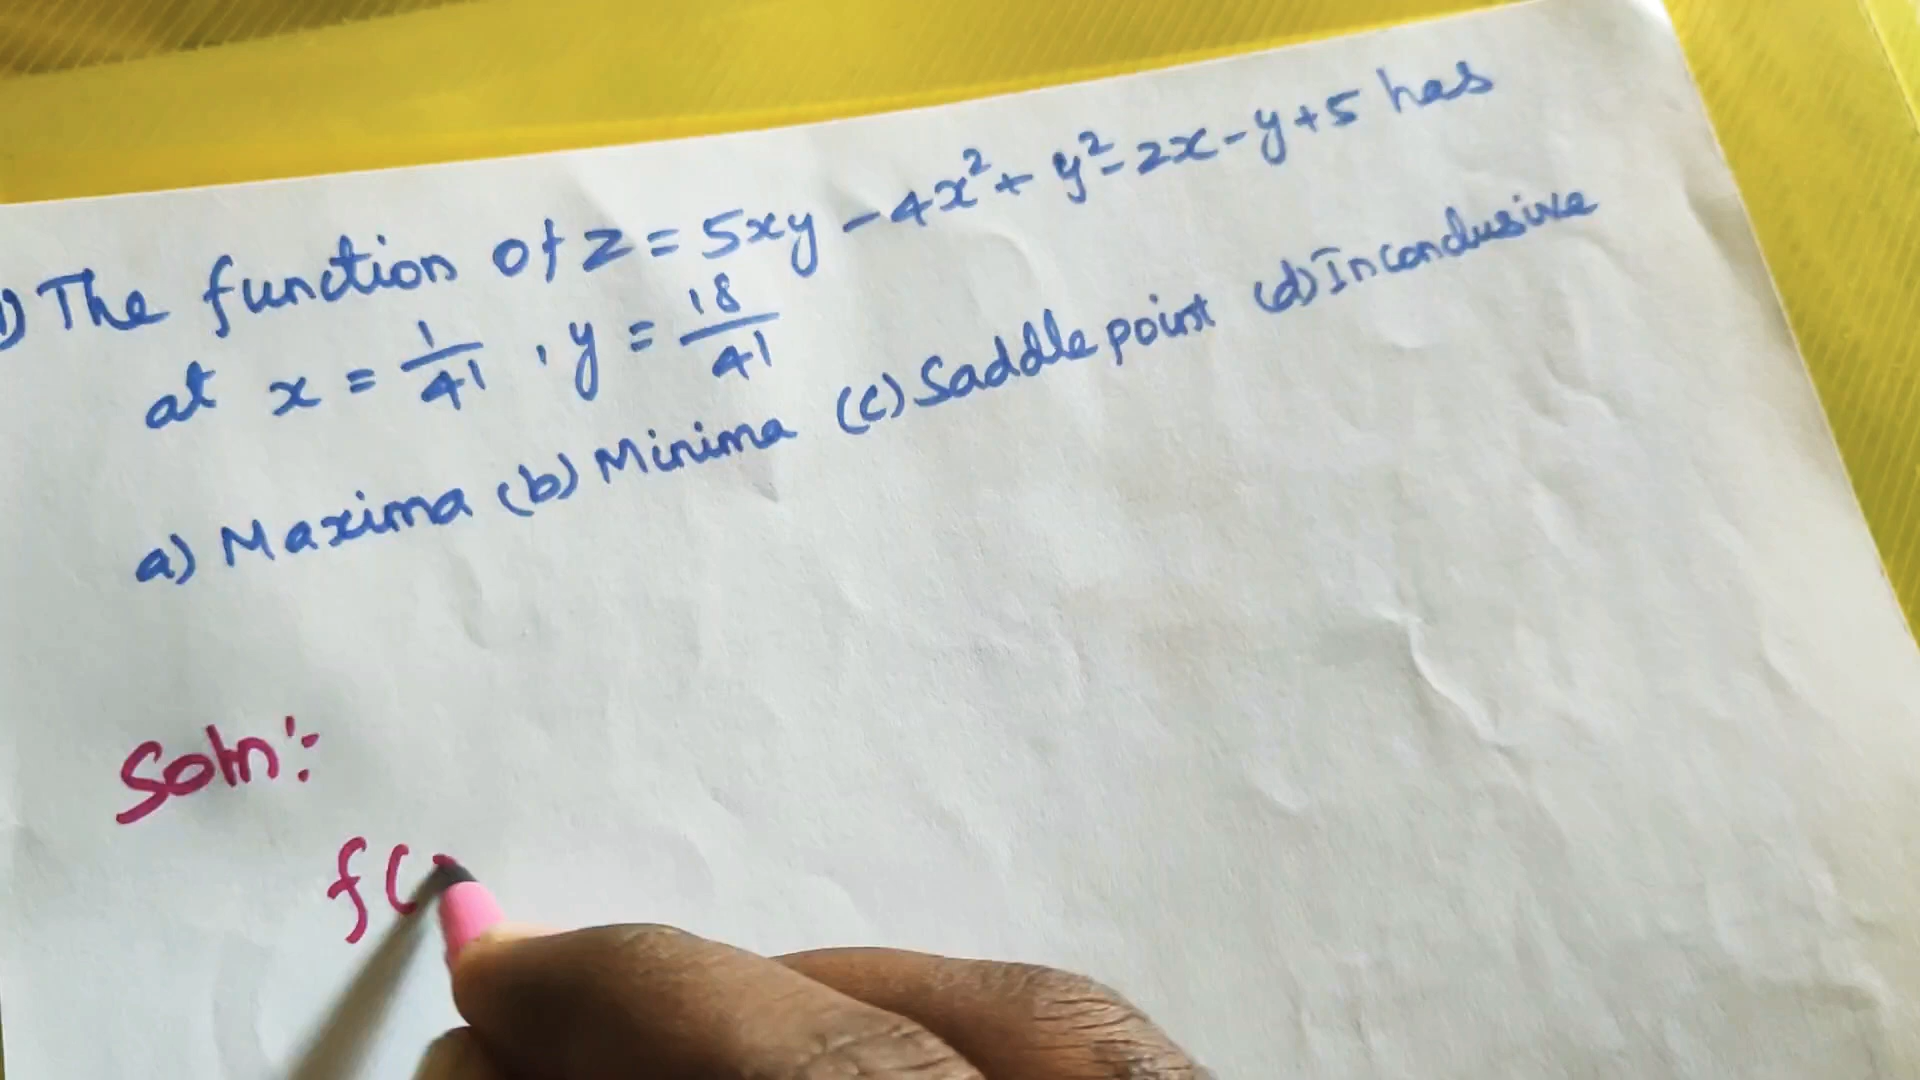 1) The function of z = 5xy - 4x² + y² - 2x - y + 5 has
at x = 1/41 , y = 18/41
a) Maxima (b) Minima (c) Saddle point (d) Inconclusive
Soln:
f(